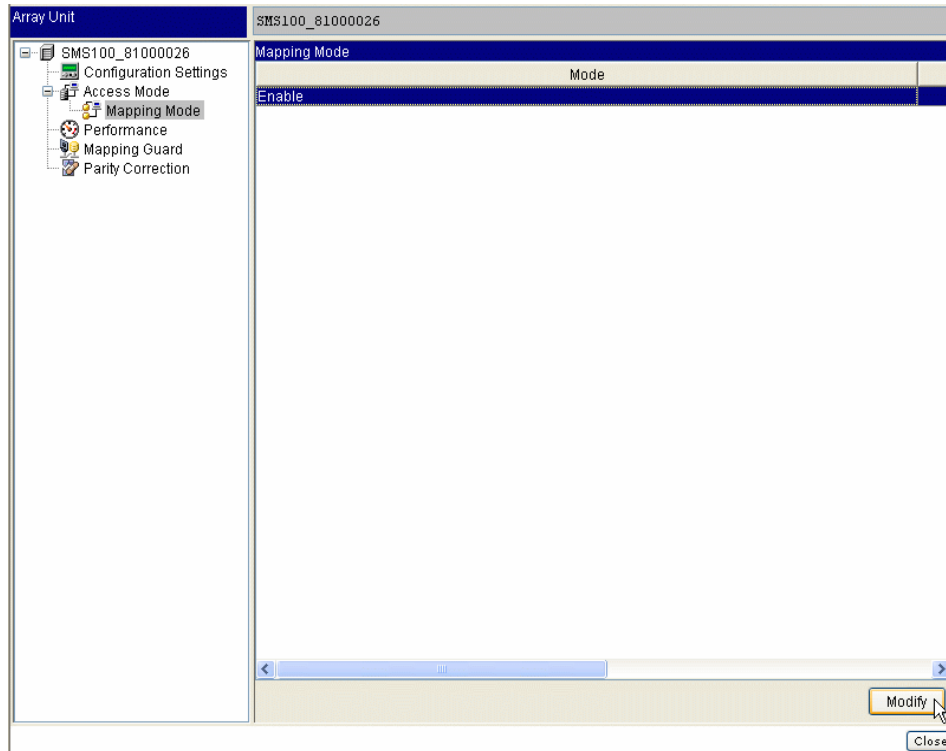 Array Unit
SMS100_81000026
SMS100_81000026
Configuration Settings
Access Mode
Mapping Mode
Performance
Mapping Guard
Parity Correction
Mapping Mode
Mode
Enable
Modify
Close